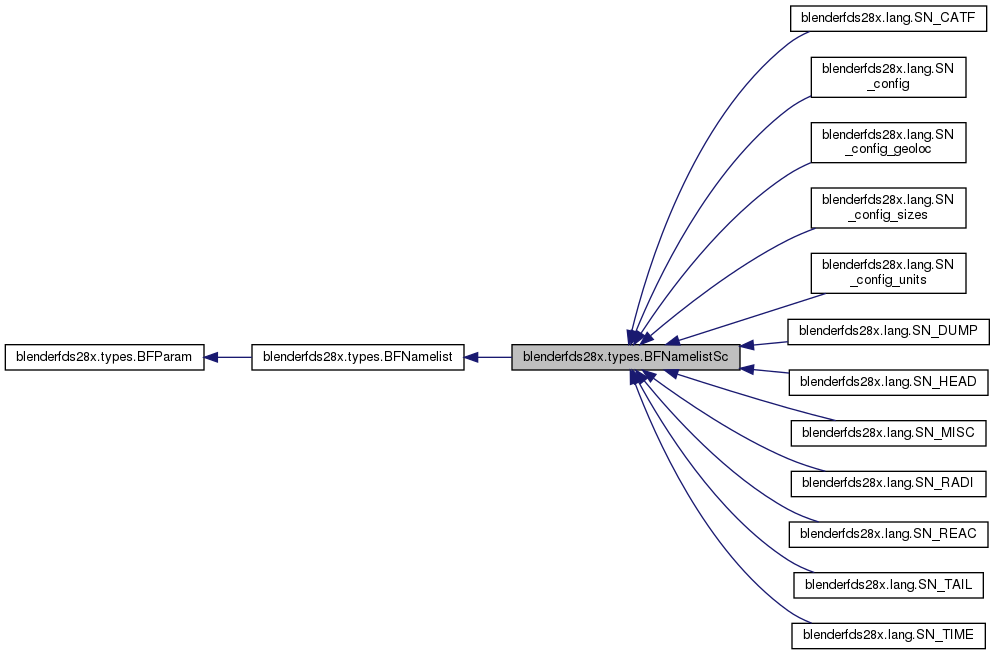 blenderfds28x.types.BFParam
blenderfds28x.types.BFNamelist
blenderfds28x.types.BFNamelistSc
blenderfds28x.lang.SN_CATF
blenderfds28x.lang.SN
_config
blenderfds28x.lang.SN
_config_geoloc
blenderfds28x.lang.SN
_config_sizes
blenderfds28x.lang.SN
_config_units
blenderfds28x.lang.SN_DUMP
blenderfds28x.lang.SN_HEAD
blenderfds28x.lang.SN_MISC
blenderfds28x.lang.SN_RADI
blenderfds28x.lang.SN_REAC
blenderfds28x.lang.SN_TAIL
blenderfds28x.lang.SN_TIME